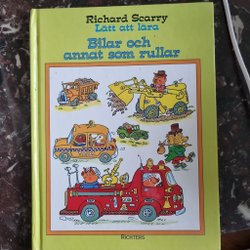 Richard Scarry
Lätt att lära
Bilar och
annat som rullar
RICHTERS